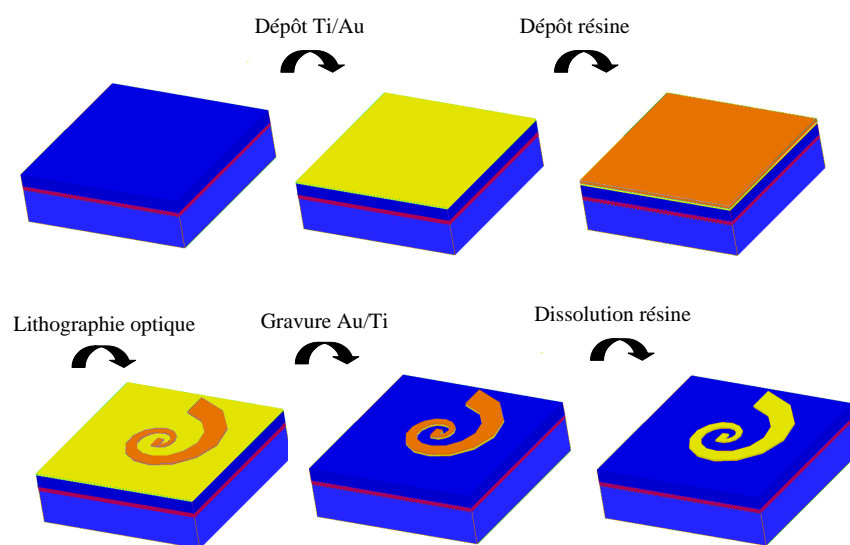 Dépôt Ti/Au
Dépôt résine
Lithographie optique
Gravure Au/Ti
Dissolution résine